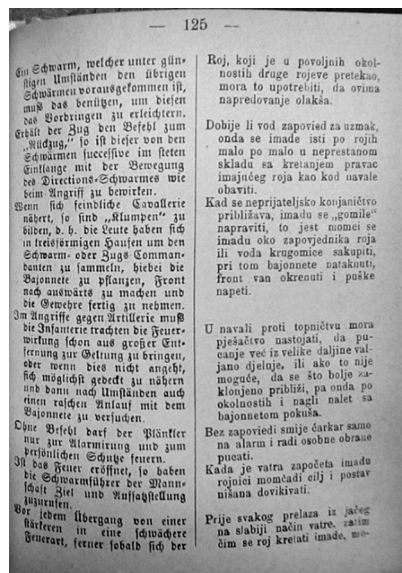 — 125 —
Ein Schwarm, welcher unter gün-
stigen Umständen den übrigen
Schwärmen vorausgekommen ist,
muß das benützen, um diesen
das Vordringen zu erleichtern.
Erhält der Zug den Befehl zum
„Rückzug," so ist dieser von den
Schwärmen successive im steten
Einklange mit der Bewegung
des Directions-Schwarmes wie
beim Angriff zu bewirken.
Wenn sich feindliche Cavallerie
nähert, so sind „Klumpen" zu
bilden, d. h. die Leute haben sich
in kreisförmigen Haufen um den
Schwarm- oder Zugs-Comman-
danten zu sammeln, hiebei die
Bajonnete zu pflanzen, Front
nach auswärts zu machen und
die Gewehre fertig zu nehmen.
Im Angriffe gegen Artillerie muß
die Infanterie trachten die Feuer-
wirkung schon aus großer Ent-
fernung zur Geltung zu bringen,
oder wenn dies nicht angeht,
sich möglichst gedeckt zu nähern
und dann nach Umständen auch
einen raschen Anlauf mit dem
Bajonnete zu versuchen.
Ohne Befehl darf der Plänkler
nur zur Alarmirung und zum
persönlichen Schutze feuern.
Ist das Feuer eröffnet, so haben
die Schwarmführer der Mann-
schaft Ziel und Aufsatzstellung
zuzurufen.
Vor jedem Übergang von einer
stärkeren in eine schwächere
Feuerart, ferner sobald sich der
Roj, koji je u povoljnih okol-
nostih druge rojeve pretekao,
mora to upotrebiti, da ovima
napredovanje olakša.
Dobije li vod zapovied za uzmak,
onda se imade isti po rojih
malo po malo u neprestanom
skladu sa kretanjem pravac
imajućeg roja kao kod navale
obaviti.
Kad se neprijateljsko konjaničtvo
približava, imadu se „gomile"
napraviti, to jest momci se
imadu oko zapovjednika roja
ili voda krugomice sakupiti,
pri tom bajonnete nataknuti,
front van okrenuti i puške
napeti.
U navali proti topničtvu mora
pješačtvo nastojati, da pu-
canje već iz velike daljine val-
jano djeluje, ili ako to nije
moguće, da se što bolje za-
klonjeno približi, pa onda po
okolnostih i nagli nalet sa
bajonnetom pokuša.
Bez zapoviedi smije čarkar samo
na alarm i radi osobne obrane
pucati.
Kada je vatra započeta imadu
rojnici momčadi cilj i postav
nišana dovikivati.
Prije svakog prelaza iz jačeg
na slabiji način vatre, zatim
čim se roj kretati imade, mo-